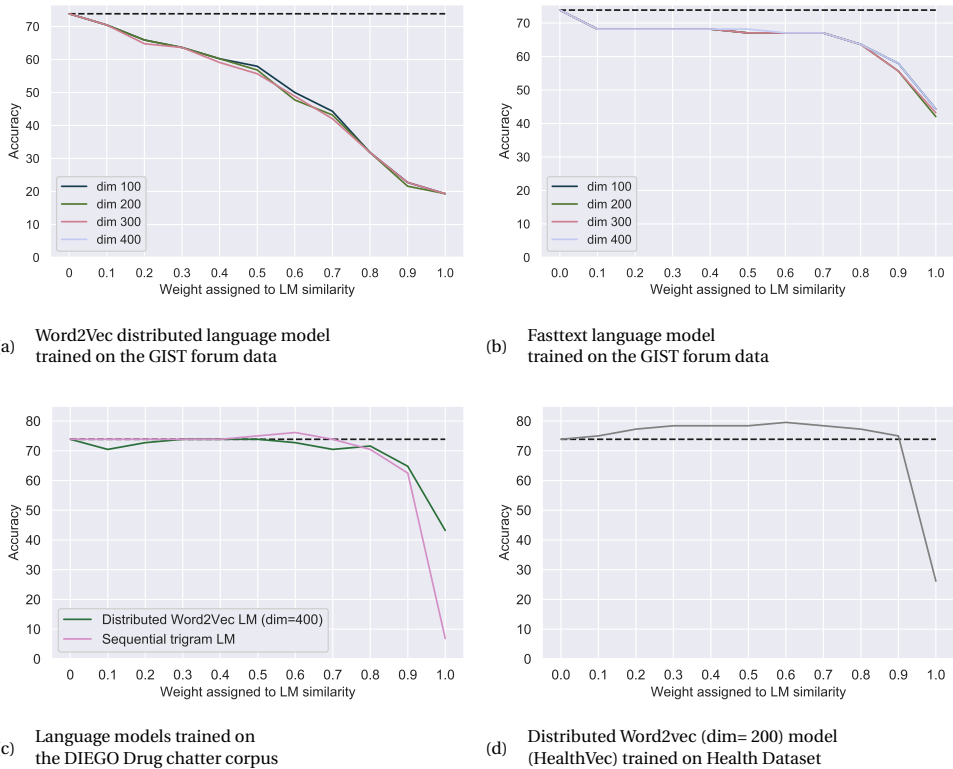 70
60
50
40
30
20
10
0
Accuracy
dim 100
dim 200
dim 300
dim 400
0 0.1 0.2 0.3 0.4 0.5 0.6 0.7 0.8 0.9 1.0
Weight assigned to LM similarity
a) Word2Vec distributed language model
trained on the GIST forum data
70
60
50
40
30
20
10
0
Accuracy
dim 100
dim 200
dim 300
dim 400
0.0 0.1 0.2 0.3 0.4 0.5 0.6 0.7 0.8 0.9 1.0
Weight assigned to LM similarity
(b) Fasttext language model
trained on the GIST forum data
80
70
60
50
40
30
20
10
0
Accuracy
Distributed Word2Vec LM (dim=400)
Sequential trigram LM
0 0.1 0.2 0.3 0.4 0.5 0.6 0.7 0.8 0.9 1.0
Weight assigned to LM similarity
c) Language models trained on
the DIEGO Drug chatter corpus
80
70
60
50
40
30
20
10
0
Accuracy
0.0 0.1 0.2 0.3 0.4 0.5 0.6 0.7 0.8 0.9 1.0
Weight assigned to LM similarity
(d) Distributed Word2vec (dim= 200) model
(HealthVec) trained on Health Dataset